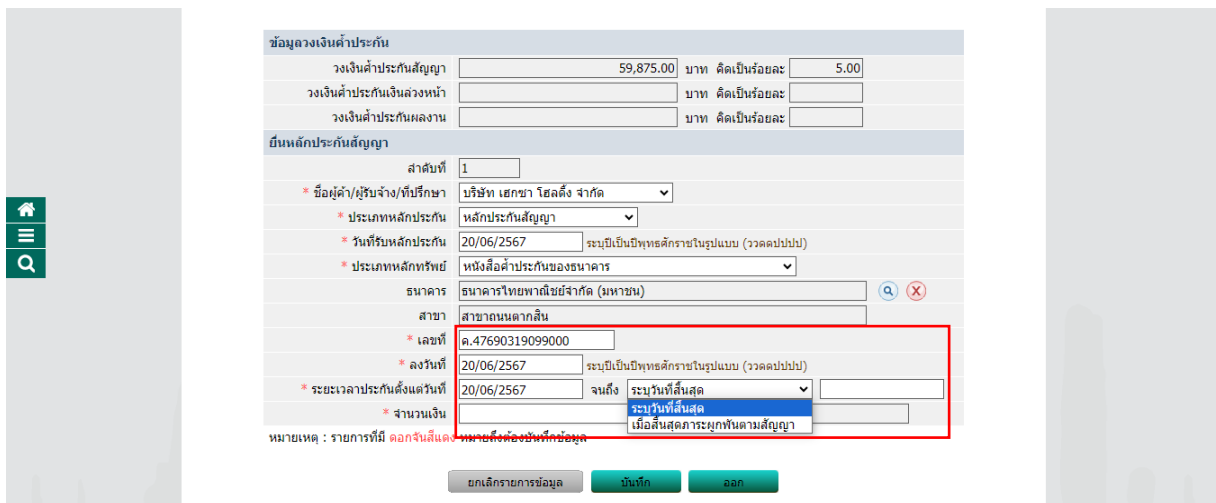 ข้อมูลวงเงินค้ำประกัน
วงเงินค้ำประกันสัญญา 59,875.00 บาท คิดเป็นร้อยละ 5.00
วงเงินค้ำประกันเงินล่วงหน้า บาท คิดเป็นร้อยละ
วงเงินค้ำประกันผลงาน บาท คิดเป็นร้อยละ
ยื่นหลักประกันสัญญา
ลำดับที่ 1
* ชื่อผู้ค้า/ผู้รับจ้าง/ที่ปรึกษา บริษัท เฮกซา โฮลดิ้ง จำกัด
* ประเภทหลักประกัน หลักประกันสัญญา
* วันที่รับหลักประกัน 20/06/2567 ระบุปีเป็นปีพุทธศักราชในรูปแบบ (ววดดปปปป)
* ประเภทหลักทรัพย์ หนังสือค้ำประกันของธนาคาร
ธนาคาร ธนาคารไทยพาณิชย์จำกัด (มหาชน)
สาขา สาขาถนนตากสิน
* เลขที่ ค.47690319099000
* ลงวันที่ 20/06/2567 ระบุปีเป็นปีพุทธศักราชในรูปแบบ (ววดดปปปป)
* ระยะเวลาประกันตั้งแต่วันที่ 20/06/2567 จนถึง ระบุวันที่สิ้นสุด
ระบุวันที่สิ้นสุด
* จำนวนเงิน
เมื่อสิ้นสุดภาระผูกพันตามสัญญา
หมายเหตุ : รายการที่มี ดอกจันสีแดง หมายถึงต้องบันทึกข้อมูล
ยกเลิกรายการข้อมูล บันทึก ออก